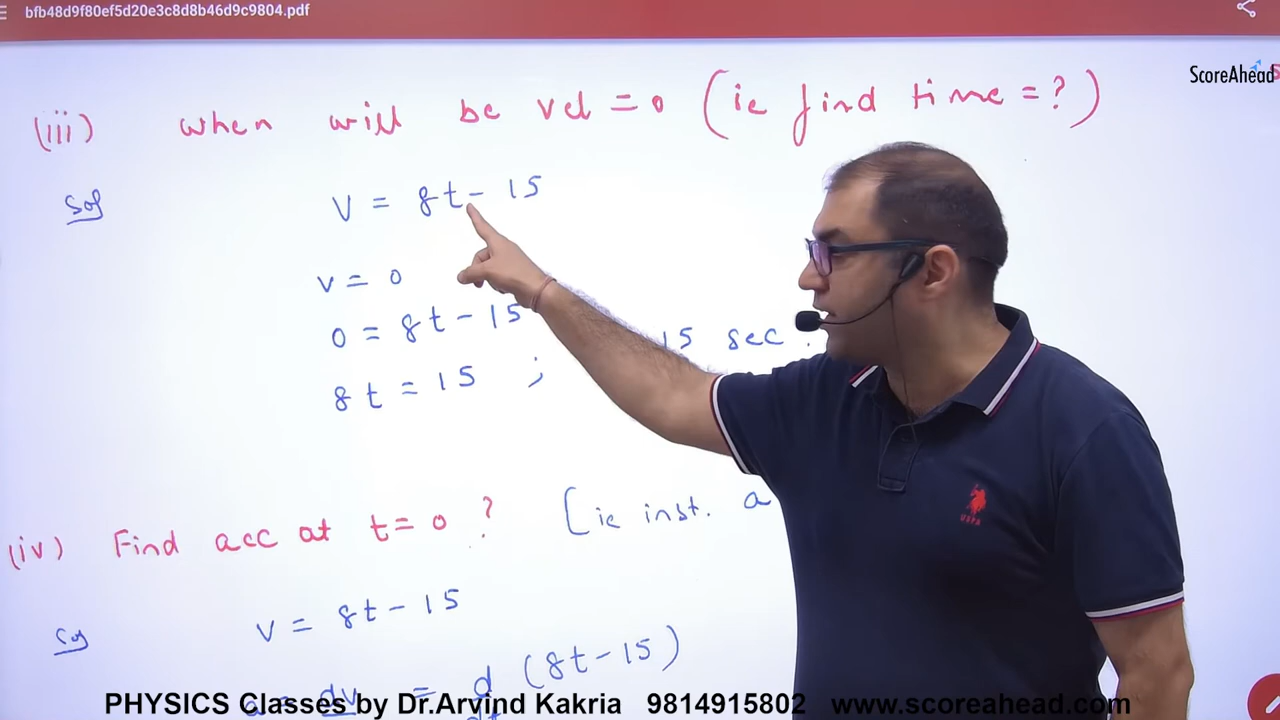 bfb48d9f80ef5d20e3c8d8b46d9c9804.pdf
ScoreAhead
(iii) when will be vel = 0 (ie find time = ?)
Sol V = 8t - 15
v = 0
0 = 8t - 15
8t = 15 ; 15 sec.
(iv) Find acc at t = 0 ? [ie inst. a
Sol v = 8t - 15
= dv = d (8t - 15)
USPA
PHYSICS Classes by Dr.Arvind Kakria 9814915802 www.scoreahead.com